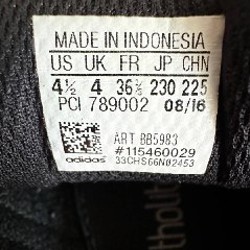 MADE IN INDONESIA
US UK FR JP CHN
4½ 4 36⅔ 230 225
PCI 789002 08/16
ART BB5983
#115460029
adidas 33CHS66N02453